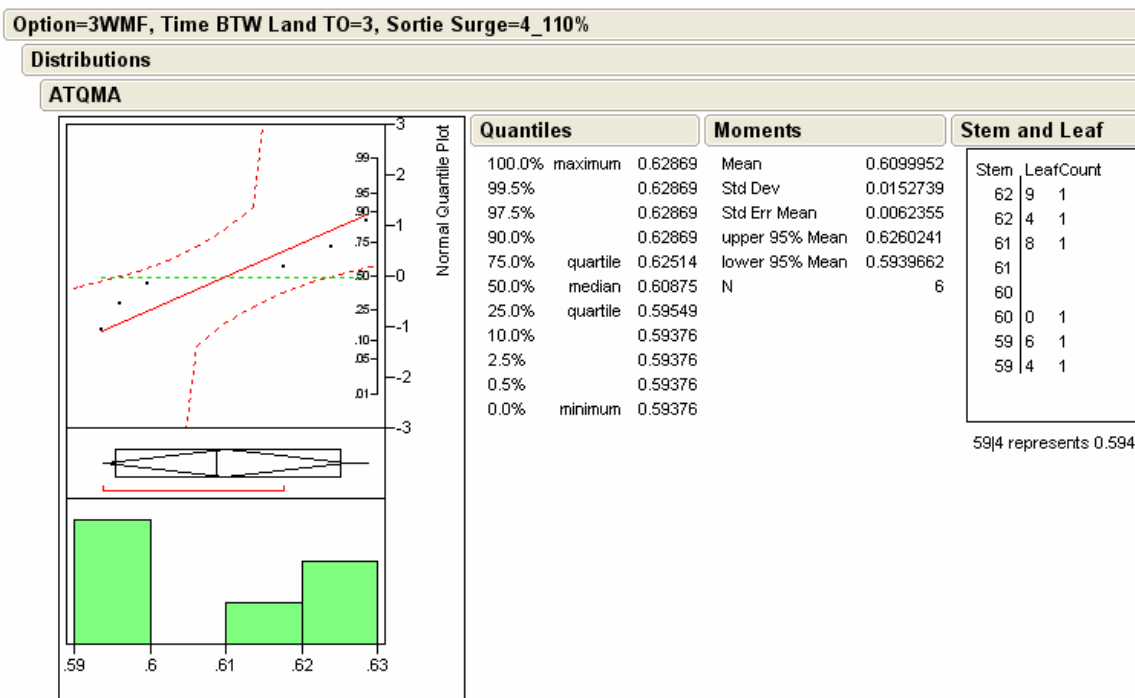 Option=3WMF, Time BTW Land TO=3, Sortie Surge=4_110%
Distributions
ATQMA
3
.99
2
.95
.90
1
.75
.50
0
.25
-1
.10
.05
-2
.01
-3
Normal Quantile Plot
.59 .6 .61 .62 .63
Quantiles
100.0% maximum 0.62869
99.5% 0.62869
97.5% 0.62869
90.0% 0.62869
75.0% quartile 0.62514
50.0% median 0.60875
25.0% quartile 0.59549
10.0% 0.59376
2.5% 0.59376
0.5% 0.59376
0.0% minimum 0.59376
Moments
Mean 0.6099952
Std Dev 0.0152739
Std Err Mean 0.0062355
upper 95% Mean 0.6260241
lower 95% Mean 0.5939662
N 6
Stem and Leaf
Stem Leaf Count
62 9 1
62 4 1
61 8 1
61
60
60 0 1
59 6 1
59 4 1
59|4 represents 0.594